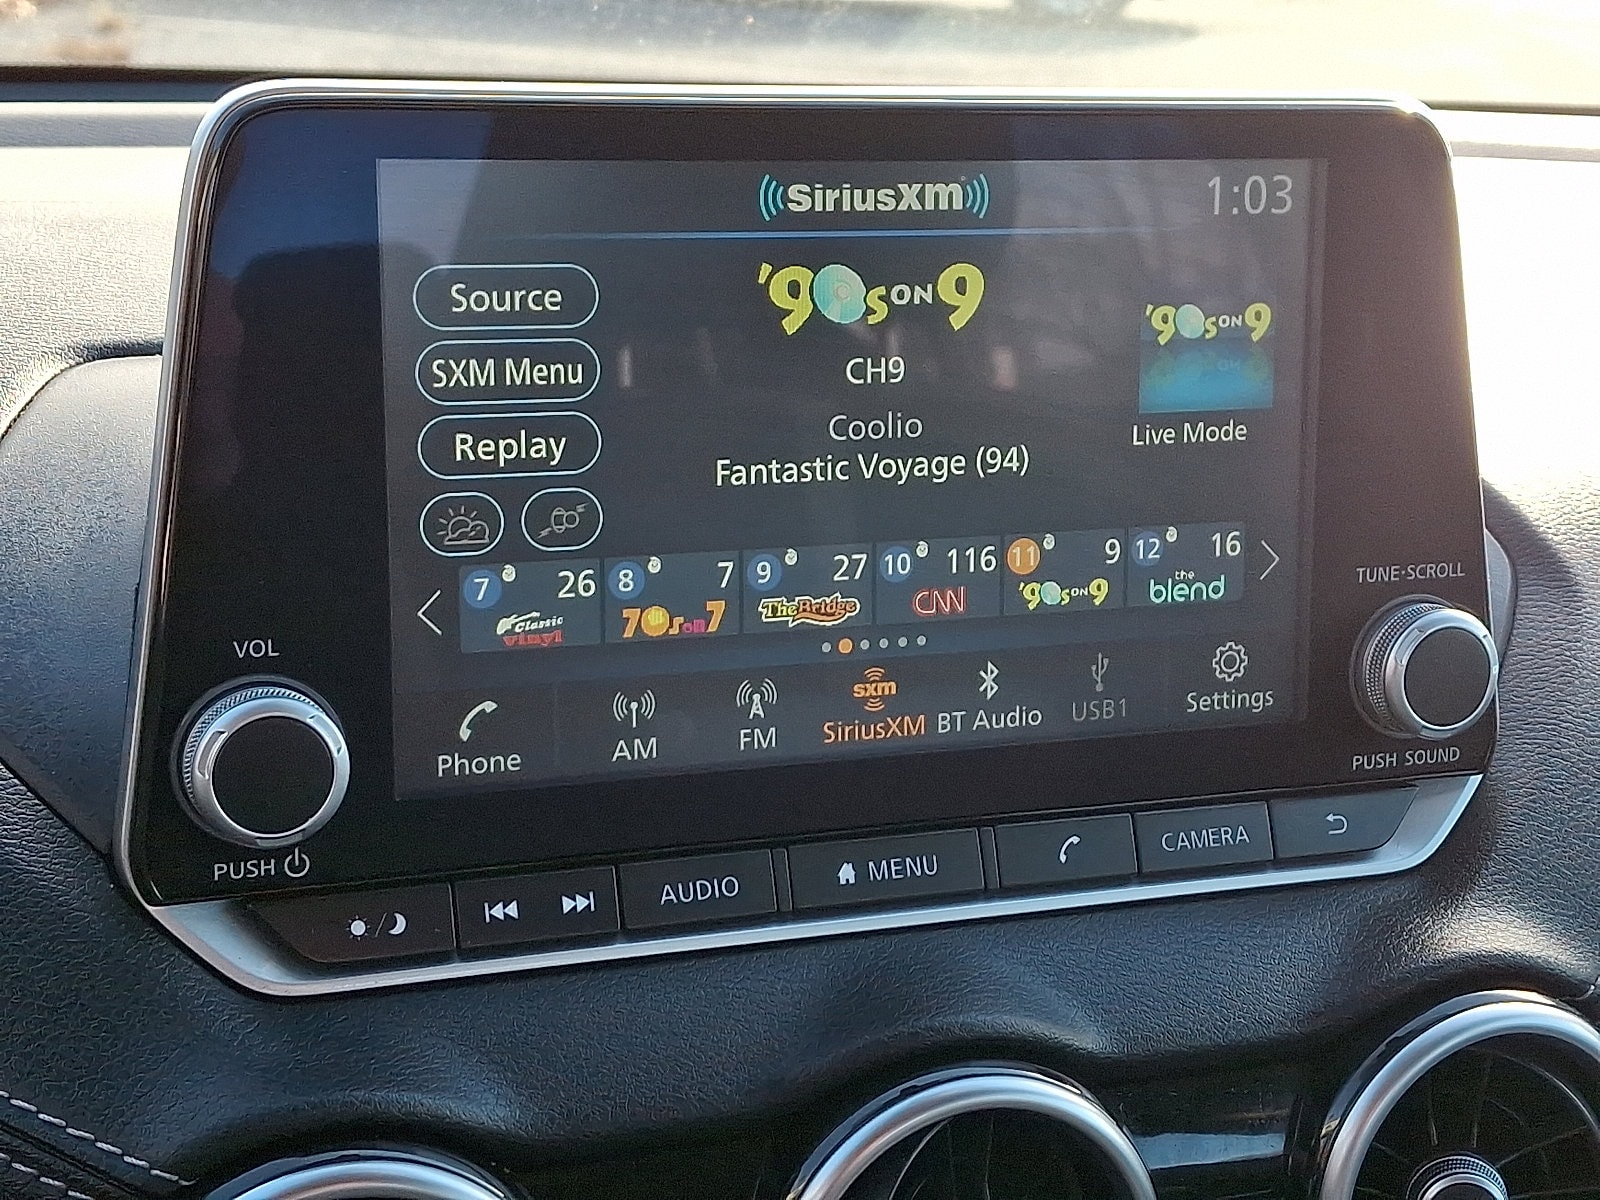 SiriusXM
1:03
Source
SXM Menu
Replay
'90s ON 9
CH9
Coolio
Fantastic Voyage (94)
'90s ON 9
Live Mode
7 26
Classic
Vinyl
8 7
70s on 7
9 27
The Bridge
10 116
CNN
11 9
'90s ON 9
12 16
the
blend
Phone
AM
FM
sxm
SiriusXM
BT Audio
USB1
Settings
VOL
PUSH
TUNE·SCROLL
PUSH SOUND
AUDIO
MENU
CAMERA